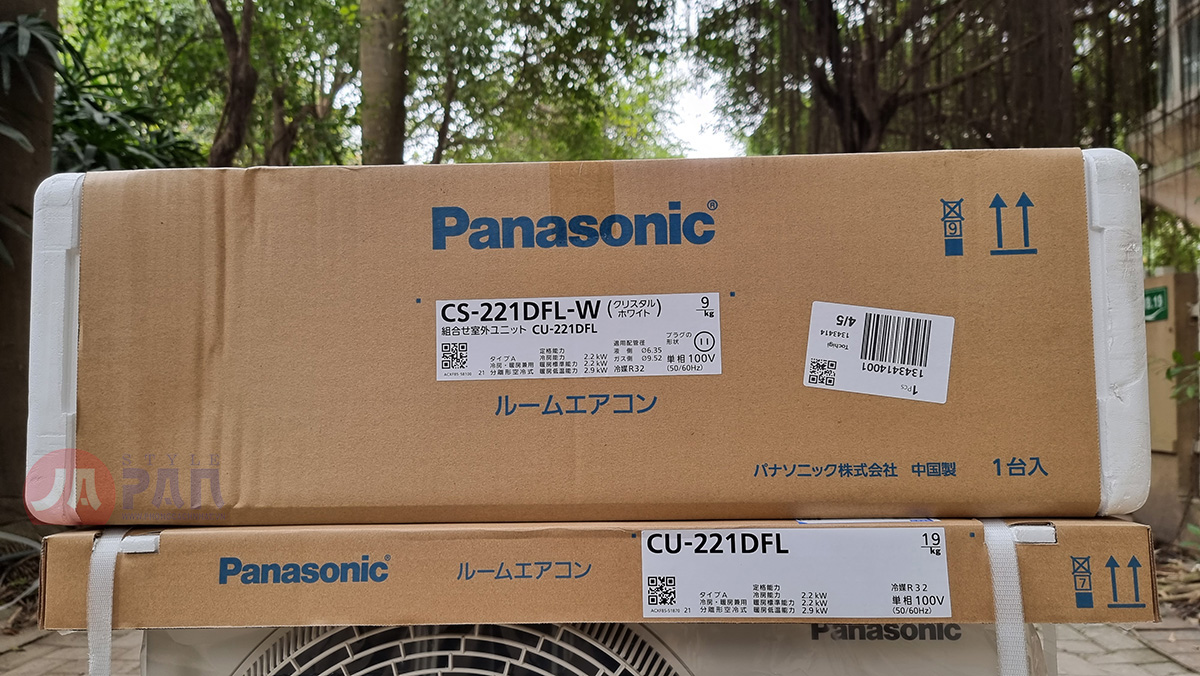 Panasonic®
9
CS-221DFL-W (クリスタルホワイト)
9 kg
組合せ室外ユニット CU-221DFL
プラグの形状
定格能力
適用配管径
タイプA 冷房能力 2.2 kW
液側 Ø6.35
冷房・暖房兼用 暖房標準能力 2.2 kW
ガス側 Ø9.52
単相 100V
分離形空冷式 暖房低温能力 2.9 kW
冷媒R32
(50/60Hz)
21
4/5
1343414
Tochigi
1343414001
1Pcs
ルームエアコン
パナソニック株式会社 中国製 1台入
STYLE
JA PAN
Panasonic®
ルームエアコン
CU-221DFL
19 kg
定格能力
冷媒R32
タイプA 冷房能力 2.2 kW
冷房・暖房兼用 暖房標準能力 2.2 kW
単相 100V
分離形空冷式 暖房低温能力 2.9 kW
(50/60Hz)
21
7
Panasonic